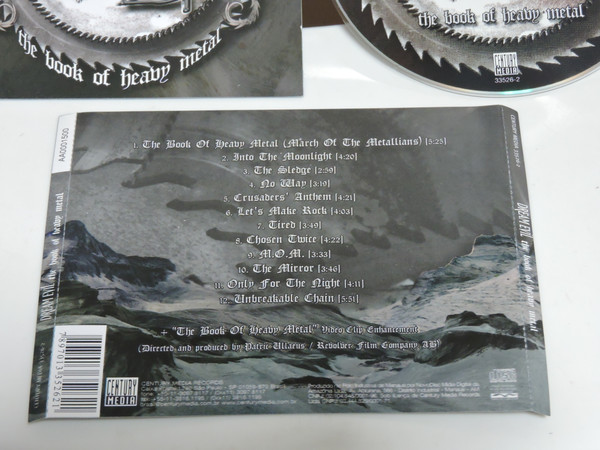 the book of heavy metal
the book of heavy metal
CENTURY
MEDIA
33526-2
AA0001500
1. The Book Of Heavy Metal (March Of The Metallians) [5:25]
2. Into The Moonlight [4:20]
3. The Sledge [2:59]
4. No Way [3:19]
5. Crusaders' Anthem [4:21]
6. Let's Make Rock [4:03]
7. Tired [3:49]
8. Chosen Twice [4:22]
9. M.O.M. [3:33]
10. The Mirror [3:46]
11. Only For The Night [4:11]
12. Unbreakable Chain [5:51]
+ "The Book Of Heavy Metal" Video Clip Enhancement
(Directed and produced by Patric Ullaeus / Revolver Film Company AB)
DREAM EVIL the book of heavy metal
DREAM EVIL the book of heavy metal
CENTURY
MEDIA
CENTURY MEDIA RECORDS